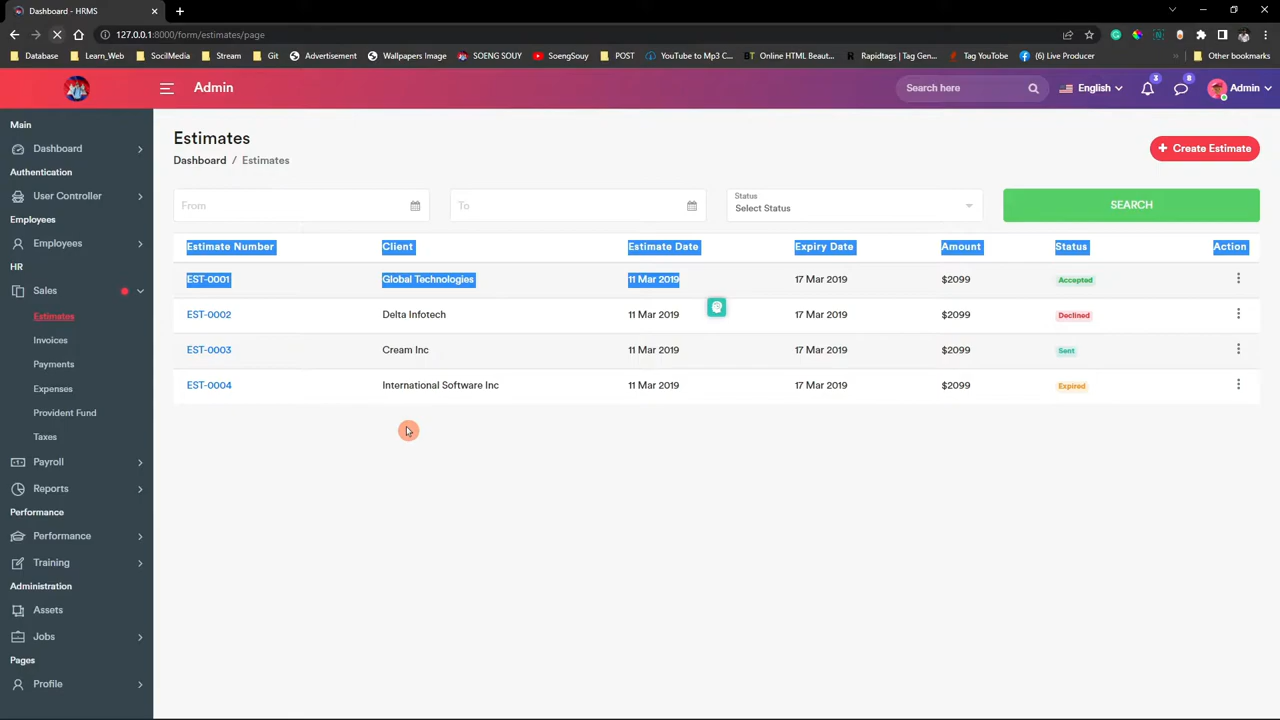 Dashboard - HRMS
127.0.0.1:8000/form/estimates/page
Database Learn_Web SocilMedia Stream Git Advertisement Wallpapers Image SOENG SOUY SoengSouy POST YouTube to Mp3 C... Online HTML Beaut... Rapidtags | Tag Gen... Tag YouTube (6) Live Producer Other bookmarks
Admin
Search here
English
3
8
Admin
Main
Dashboard
Authentication
User Controller
Employees
Employees
HR
Sales
Estimates
Invoices
Payments
Expenses
Provident Fund
Taxes
Payroll
Reports
Performance
Performance
Training
Administration
Assets
Jobs
Pages
Profile
Estimates
Dashboard / Estimates
+ Create Estimate
From
To
Status
Select Status
SEARCH
Estimate Number Client Estimate Date Expiry Date Amount Status Action
EST-0001 Global Technologies 11 Mar 2019 17 Mar 2019 $2099 Accepted
EST-0002 Delta Infotech 11 Mar 2019 17 Mar 2019 $2099 Declined
EST-0003 Cream Inc 11 Mar 2019 17 Mar 2019 $2099 Sent
EST-0004 International Software Inc 11 Mar 2019 17 Mar 2019 $2099 Expired